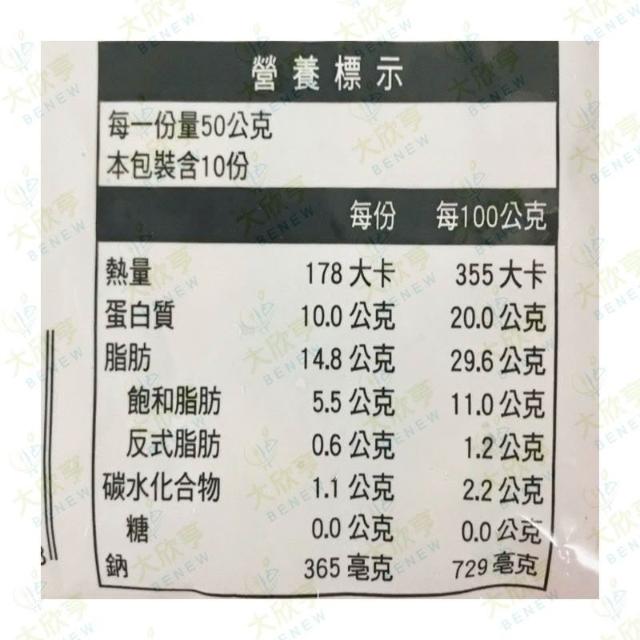 營養標示
每一份量50公克
本包裝含10份
每份 每100公克
熱量 178 大卡 355 大卡
蛋白質 10.0 公克 20.0 公克
脂肪 14.8 公克 29.6 公克
飽和脂肪 5.5 公克 11.0 公克
反式脂肪 0.6 公克 1.2 公克
碳水化合物 1.1 公克 2.2 公克
糖 0.0 公克 0.0 公克
鈉 365 毫克 729 毫克
大欣亨
BENEW